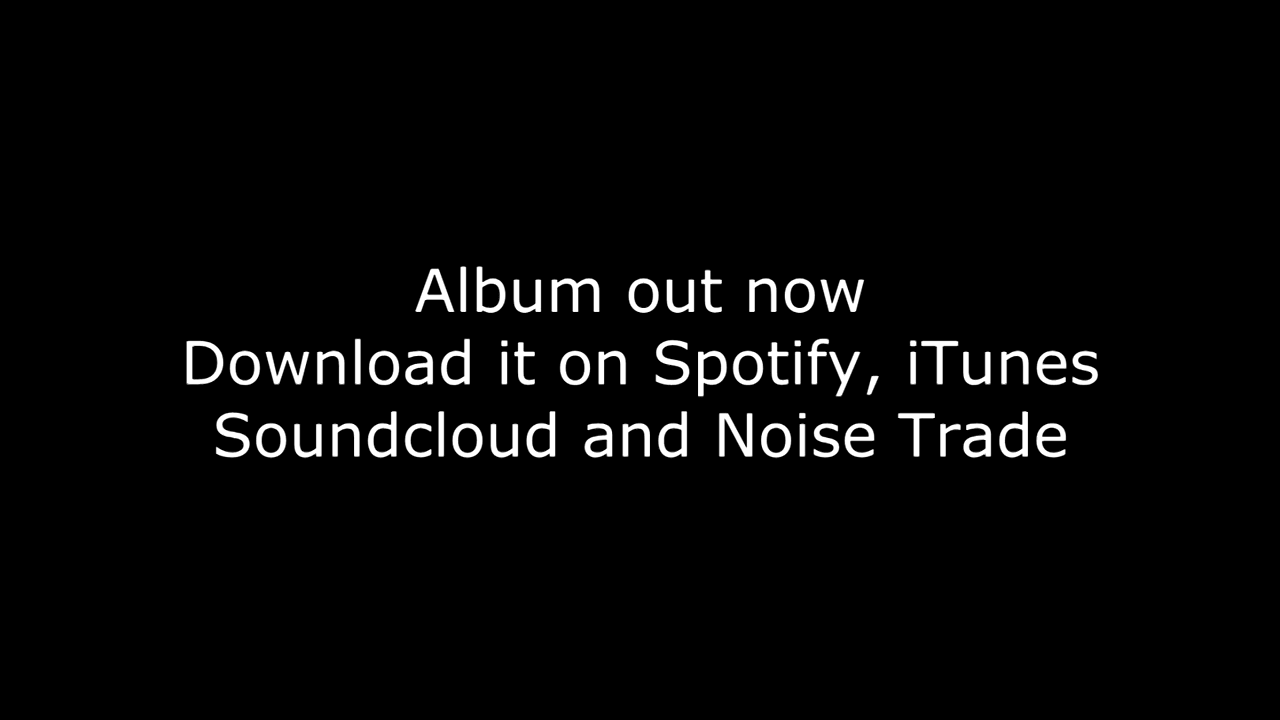 Album out now
Download it on Spotify, iTunes
Soundcloud and Noise Trade